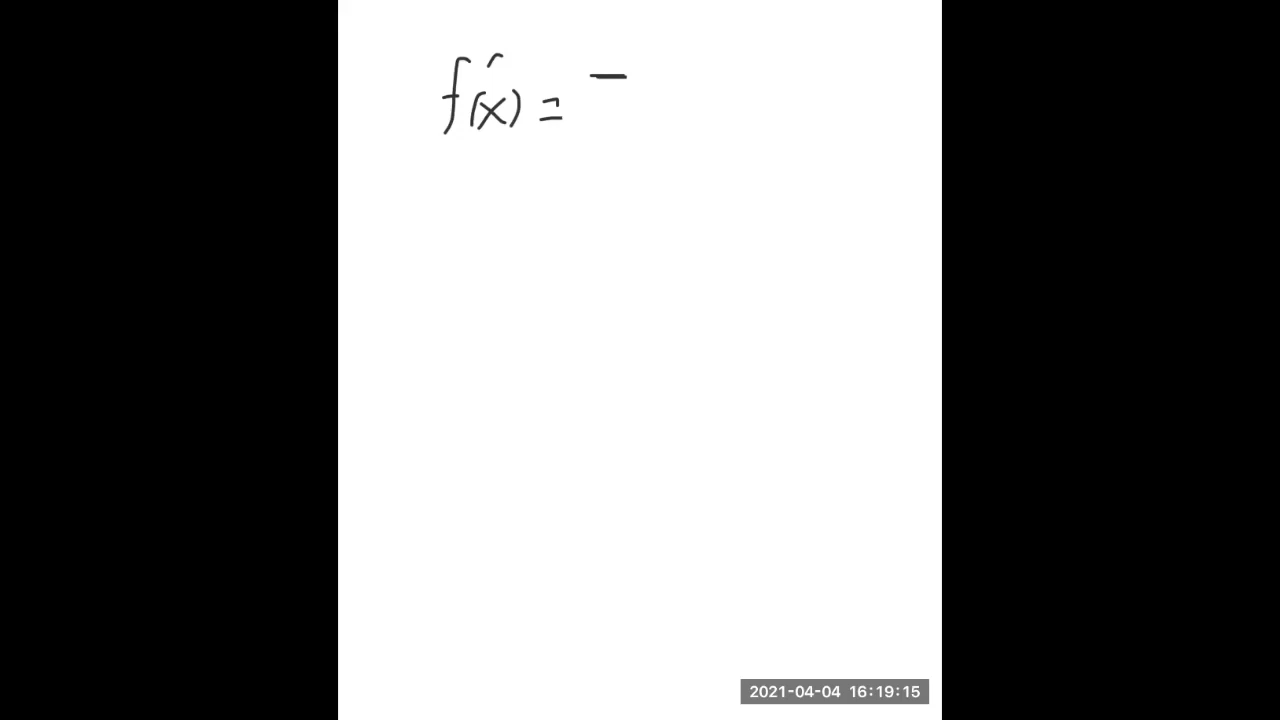 f'(x) = —
2021-04-04 16:19:15